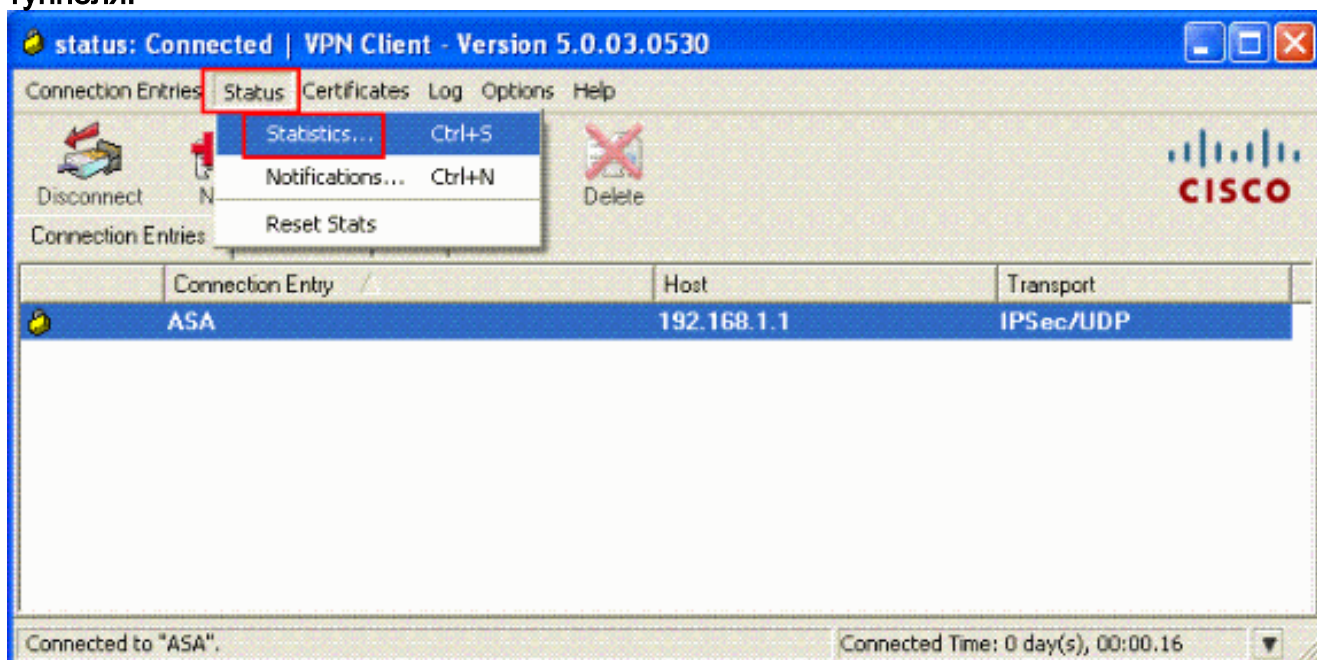 туннеля.
status: Connected | VPN Client - Version 5.0.03.0530
Connection Entries Status Certificates Log Options Help
Statistics... Ctrl+S
Notifications... Ctrl+N
Reset Stats
Disconnect
Delete
CISCO
Connection Entries
Connection Entry Host Transport
ASA 192.168.1.1 IPSec/UDP
Connected to "ASA". Connected Time: 0 day(s), 00:00.16